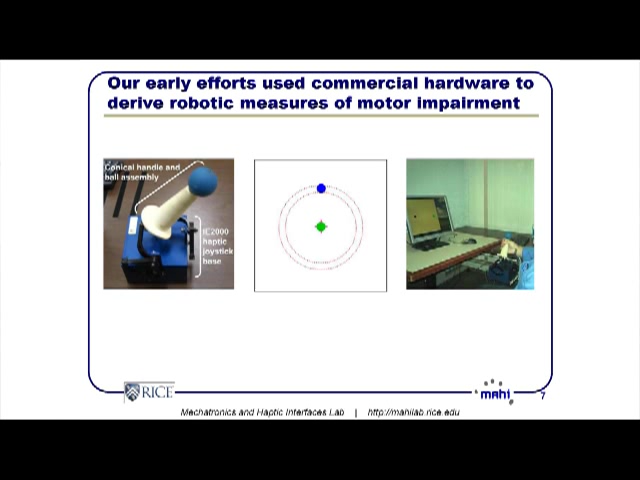 Our early efforts used commercial hardware to
derive robotic measures of motor impairment
Conical handle and
ball assembly
IE2000
haptic
joystick
base
RICE
mahi
7
Mechatronics and Haptic Interfaces Lab | http://mahilab.rice.edu